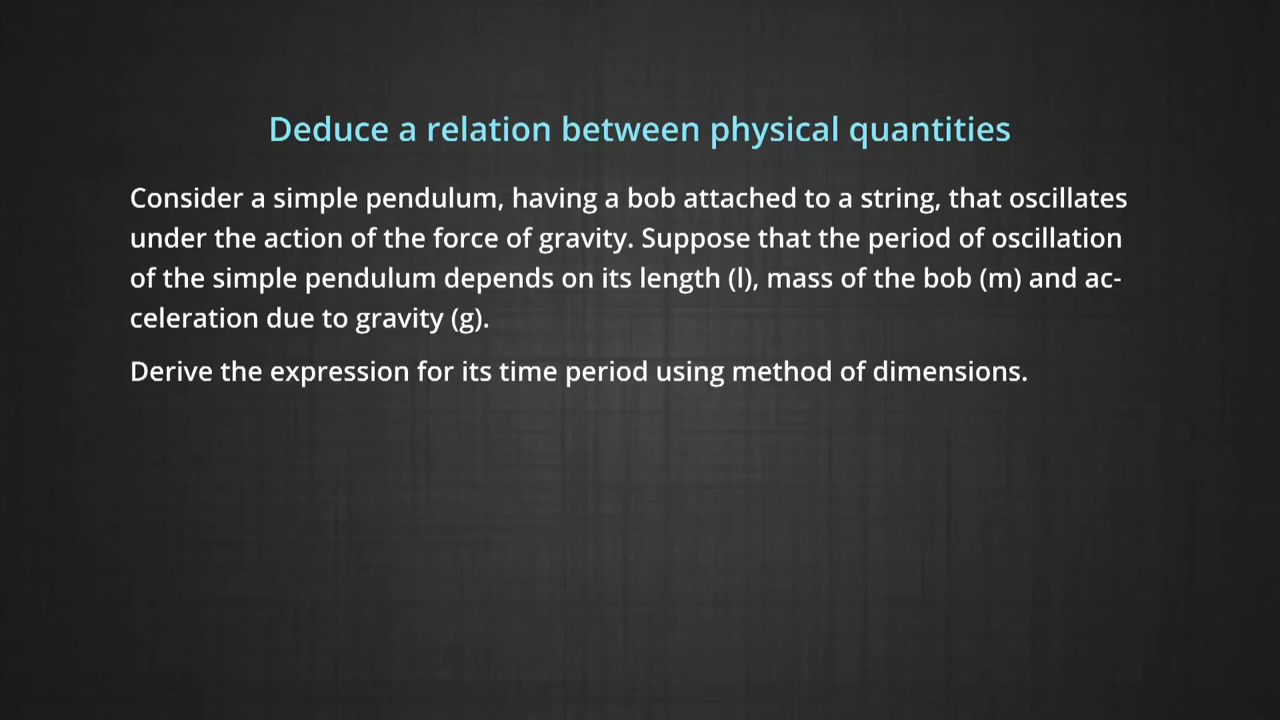 Deduce a relation between physical quantities
Consider a simple pendulum, having a bob attached to a string, that oscillates
under the action of the force of gravity. Suppose that the period of oscillation
of the simple pendulum depends on its length (l), mass of the bob (m) and ac-
celeration due to gravity (g).
Derive the expression for its time period using method of dimensions.